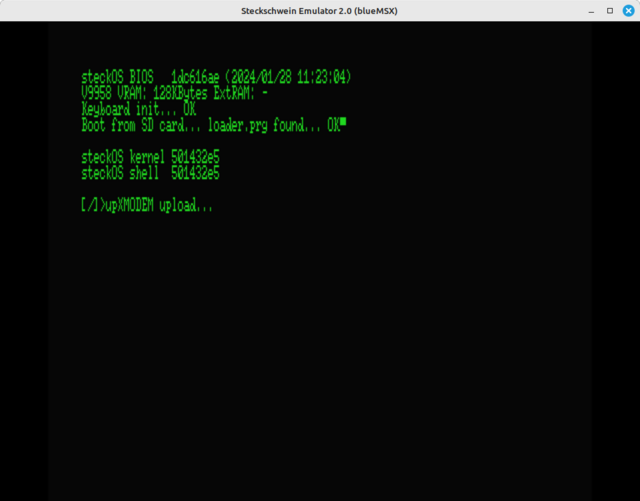 Steckschwein Emulator 2.0 (blueMSX)
steckOS BIOS   1dc616ae (2024/01/28 11:23:04)
V9958 VRAM: 128KBytes ExtRAM: -
Keyboard init... OK
Boot from SD card... loader.prg found... OK
steckOS kernel 501432e5
steckOS shell  501432e5
[/]>upXMODEM upload...